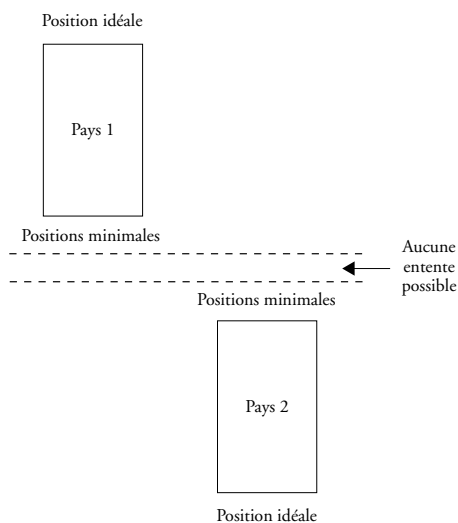 Position idéale
Pays 1
Positions minimales
Aucune
entente
possible
Positions minimales
Pays 2
Position idéale